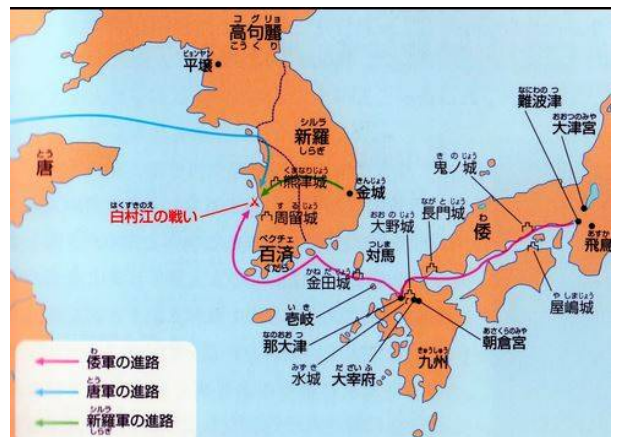 コグリョ
高句麗
こうくり
ピョンヤン
平壌
シルラ
新羅
しらぎ
とう
唐
くまなりじょう
熊津城
きんじょう
金城
はくすきのえ
白村江の戦い
するじょう
周留城
ペクチェ
百済
くだら
なにわのつ
難波津
おおつのみや
大津宮
きのじょう
鬼ノ城
ながとじょう
長門城
おおのじょう
大野城
わ
倭
あすか
飛鳥
つしま
対馬
かねだじょう
金田城
やしまじょう
屋嶋城
いき
壱岐
あさくらのみや
朝倉宮
なのおおつ
那大津
きゅうしゅう
九州
みずき
水城
だざいふ
大宰府
わ
倭軍の進路
とう
唐軍の進路
シルラ
新羅軍の進路
しらぎ